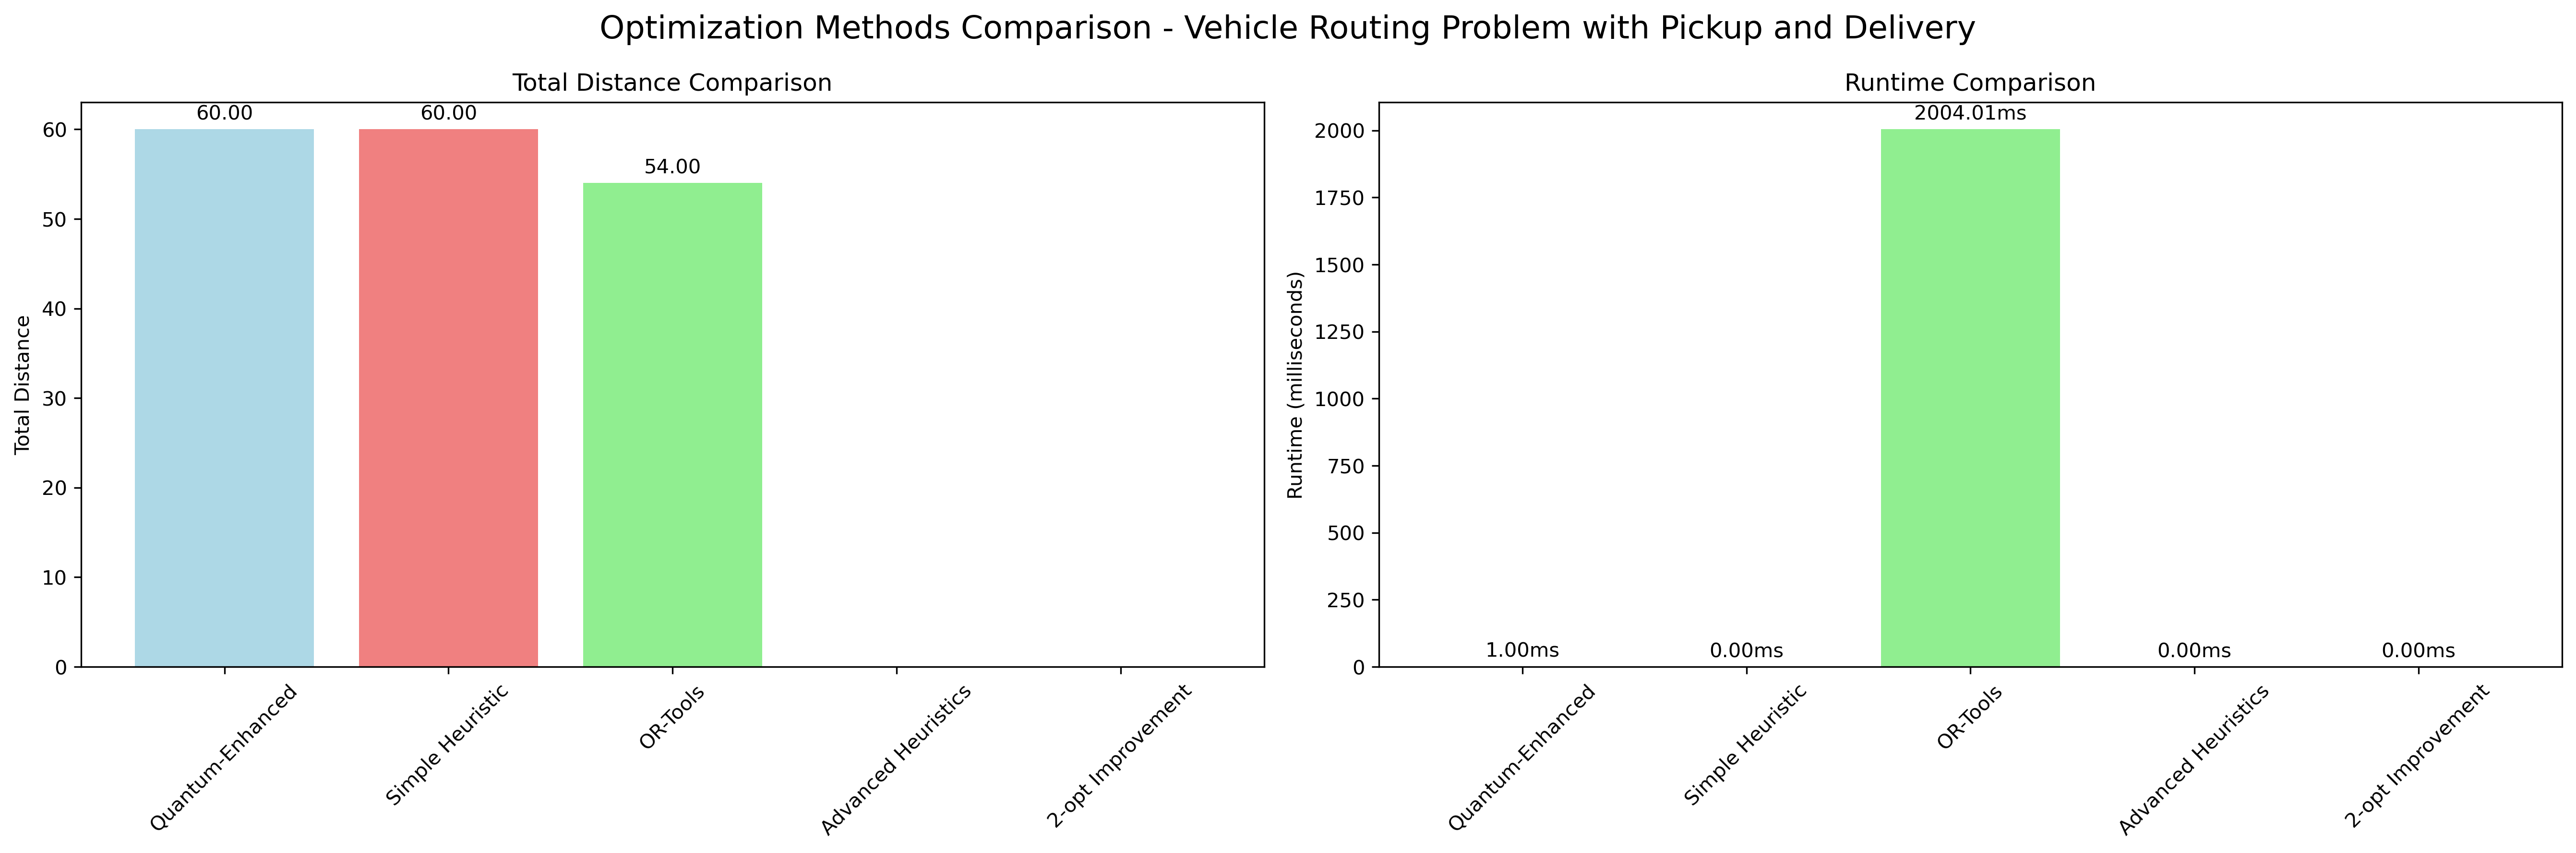 Optimization Methods Comparison - Vehicle Routing Problem with Pickup and Delivery
Total Distance Comparison
60.00
60.00
54.00
60
50
40
30
20
10
0
Total Distance
Quantum-Enhanced
Simple Heuristic
OR-Tools
Advanced Heuristics
2-opt Improvement
Runtime Comparison
2004.01ms
2000
1750
1500
1250
1000
750
500
250
0
Runtime (milliseconds)
1.00ms
0.00ms
0.00ms
0.00ms
Quantum-Enhanced
Simple Heuristic
OR-Tools
Advanced Heuristics
2-opt Improvement